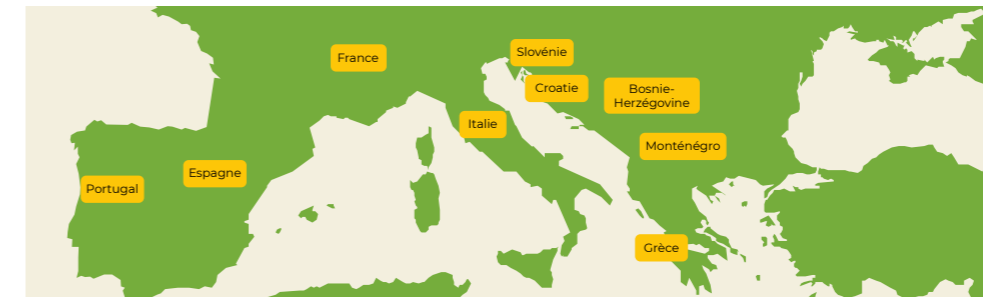 Slovénie
France
Croatie
Bosnie-
Herzégovine
Italie
Monténégro
Espagne
Portugal
Grèce